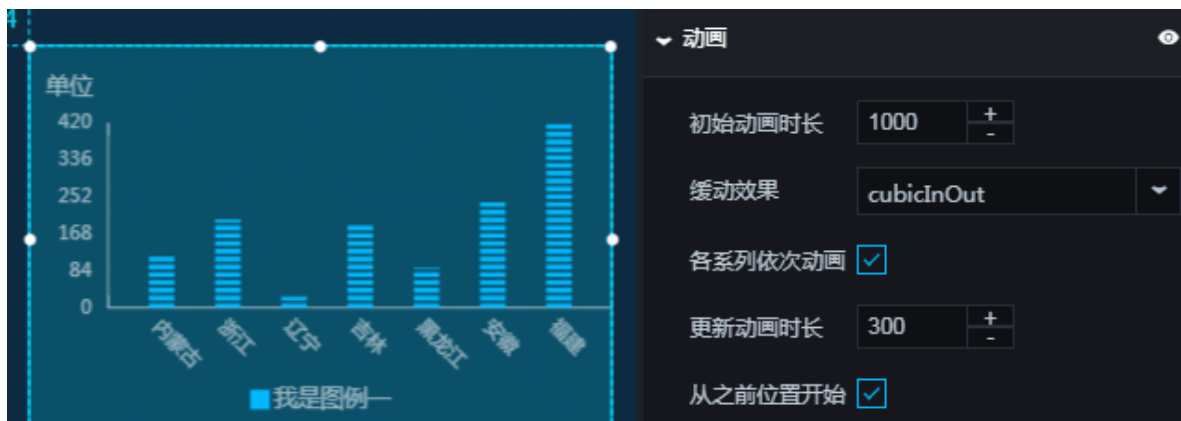 4
单位
420
336
252
168
84
0
内蒙古 浙江 辽宁 吉林 黑龙江 安徽 福建
我是图例一
动画
初始动画时长 1000 + -
缓动效果 cubicInOut
各系列依次动画
更新动画时长 300 + -
从之前位置开始